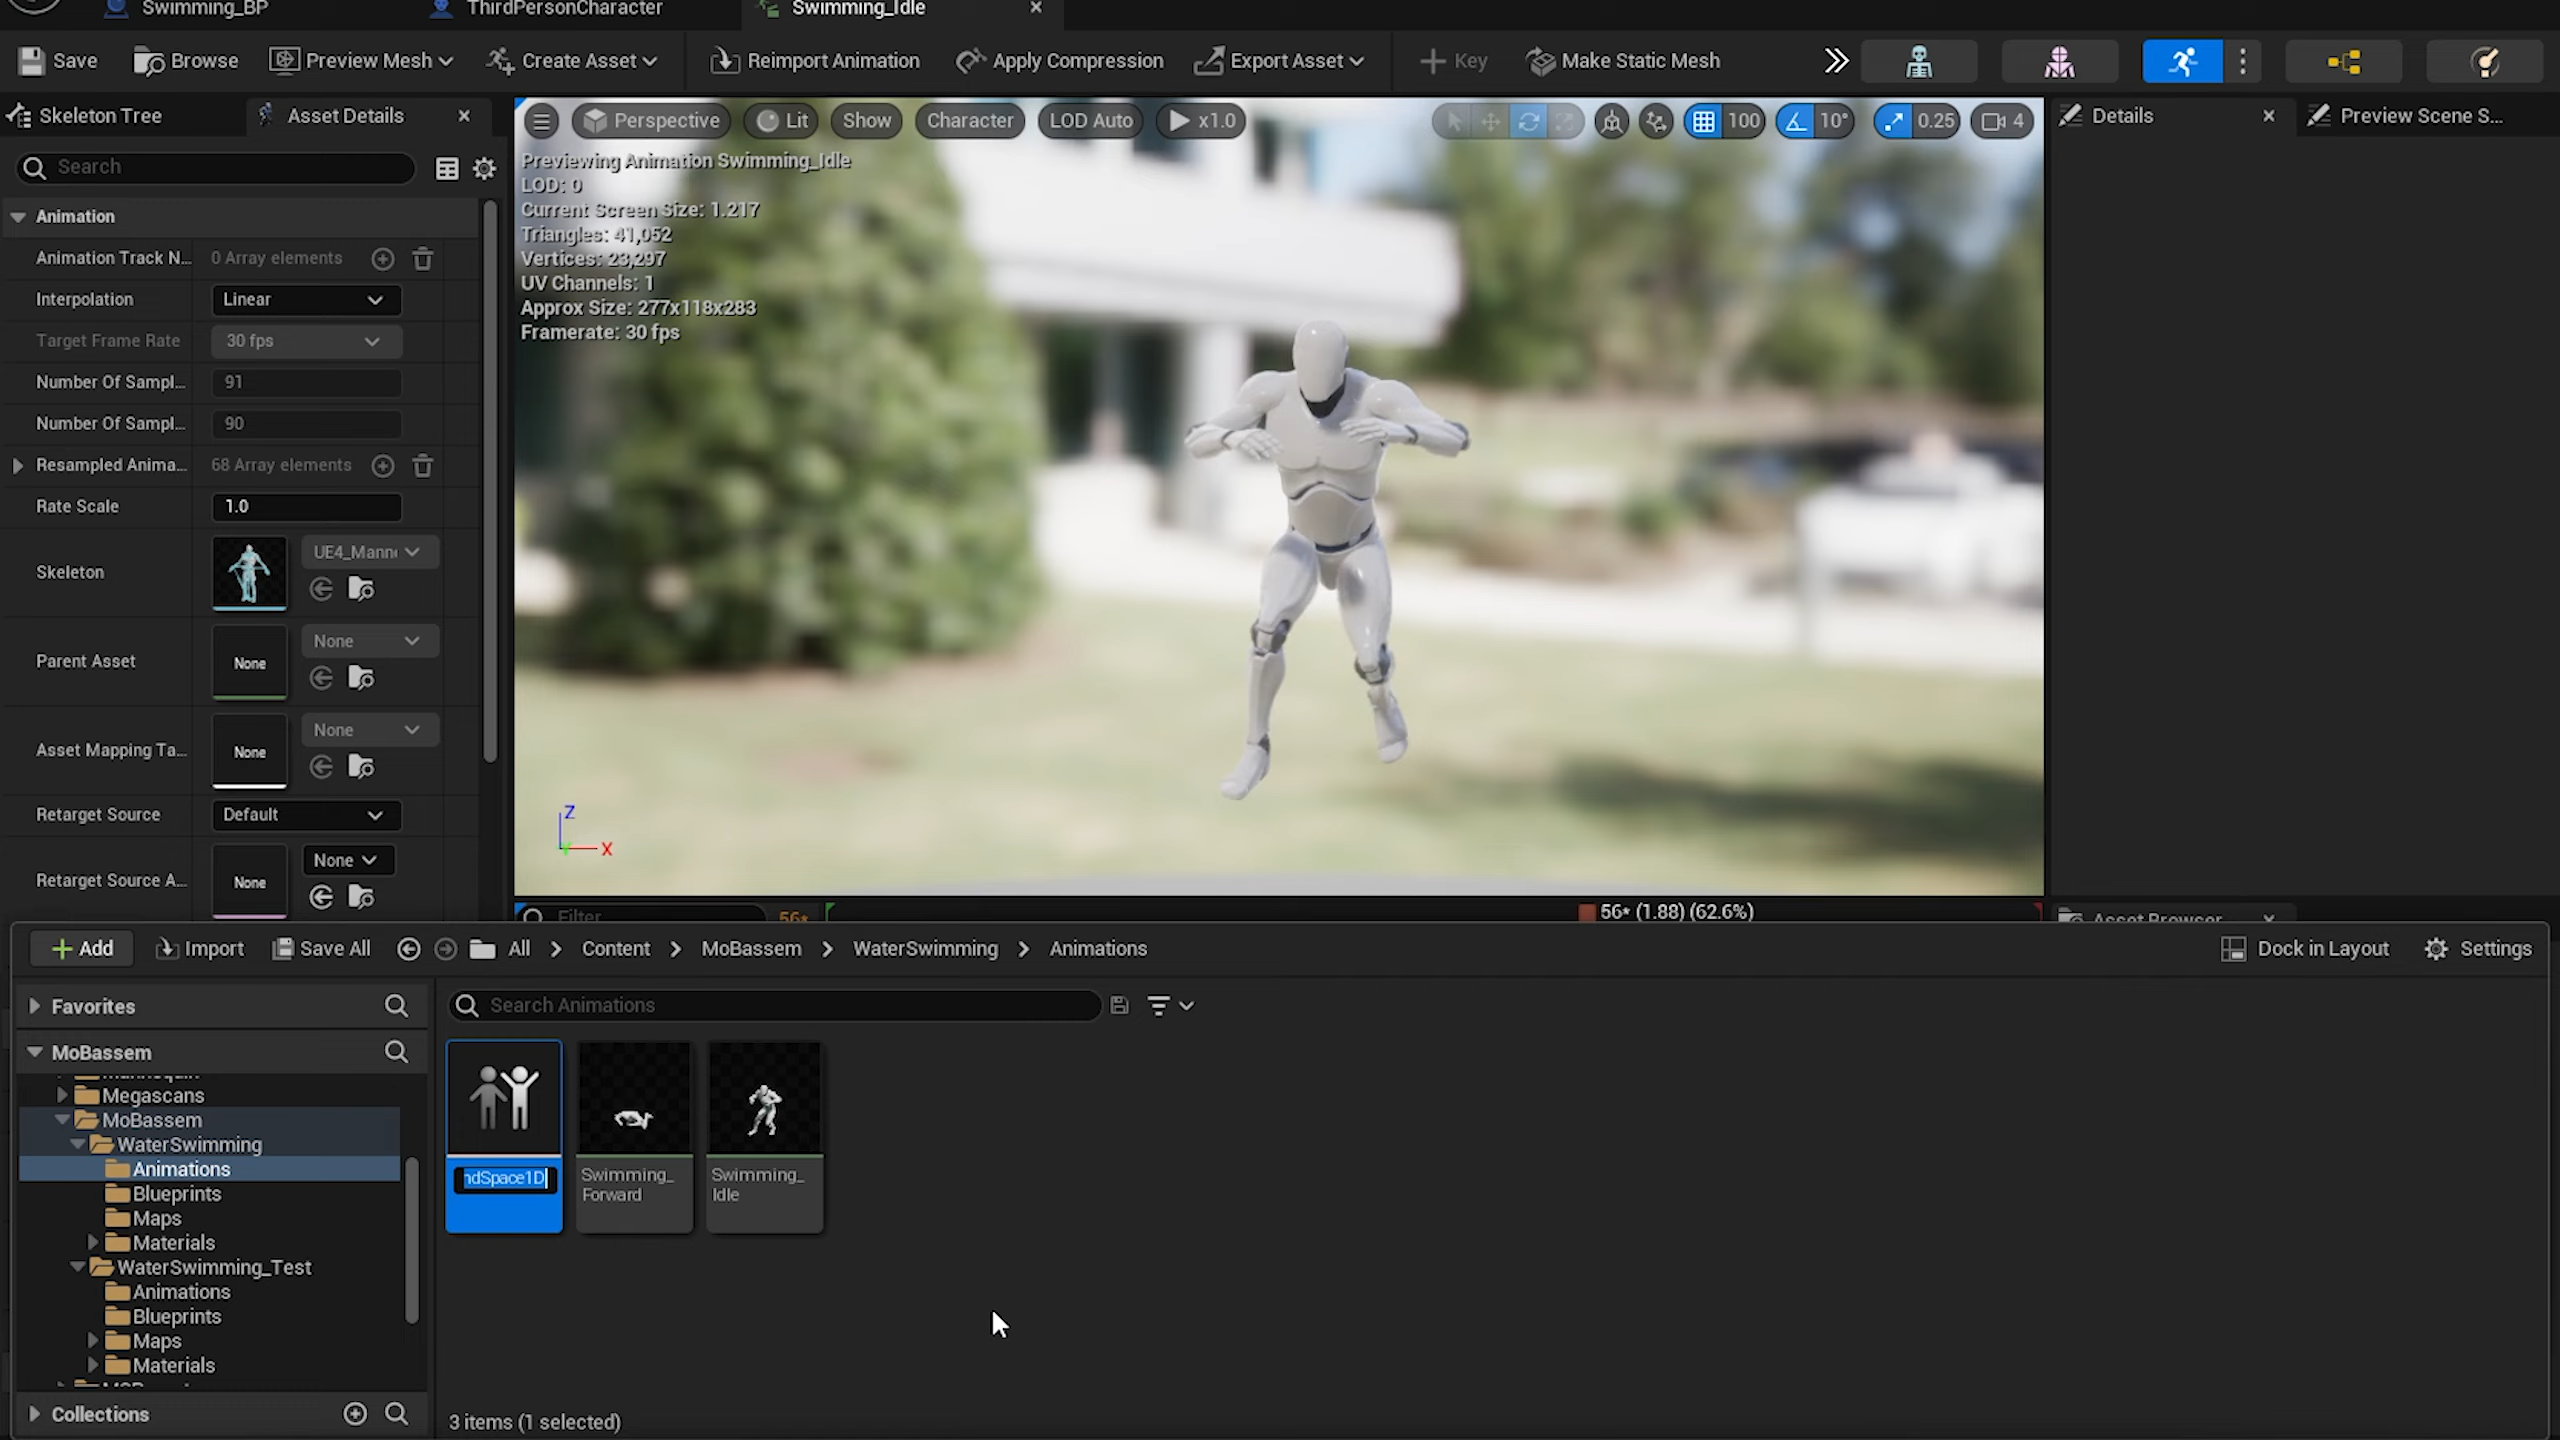 Swimming_BP
ThirdPersonCharacter
Swimming_Idle
Save
Browse
Preview Mesh
Create Asset
Reimport Animation
Apply Compression
Export Asset
Key
Make Static Mesh
Skeleton Tree
Asset Details
Perspective
Lit
Show
Character
LOD Auto
x1.0
100
10°
0.25
4
Details
Preview Scene S...
Search
Previewing Animation Swimming_Idle
LOD: 0
Current Screen Size: 1.217
Triangles: 41,052
Vertices: 23,297
UV Channels: 1
Approx Size: 277x118x283
Framerate: 30 fps
Animation
Animation Track N... 0 Array elements
Interpolation Linear
Target Frame Rate 30 fps
Number Of Sampl... 91
Number Of Sampl... 90
Resampled Anima... 68 Array elements
Rate Scale 1.0
Skeleton UE4_Mann
Parent Asset None None
Asset Mapping Ta... None None
Retarget Source Default
Retarget Source A... None None
Z
X
Filter
56*
56* (1.88) (62.6%)
Asset Browser
Add
Import
Save All
All
Content
MoBassem
WaterSwimming
Animations
Dock in Layout
Settings
Favorites
Search Animations
MoBassem
Megascans
MoBassem
WaterSwimming
Animations
Blueprints
Maps
Materials
WaterSwimming_Test
Animations
Blueprints
Maps
Materials
ndSpace1D
Swimming_
Forward
Swimming_
Idle
Collections
3 items (1 selected)